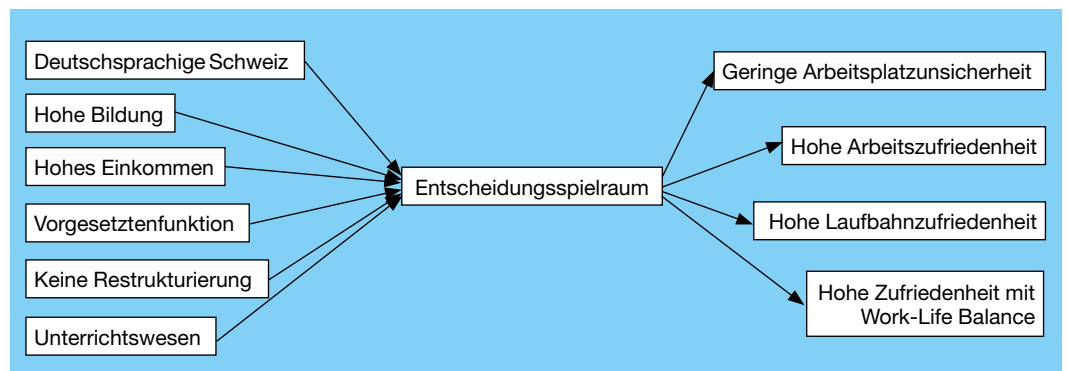 Deutschsprachige Schweiz
Hohe Bildung
Hohes Einkommen
Vorgesetztenfunktion
Keine Restrukturierung
Unterrichtswesen
Entscheidungsspielraum
Geringe Arbeitsplatzunsicherheit
Hohe Arbeitszufriedenheit
Hohe Laufbahnzufriedenheit
Hohe Zufriedenheit mit
Work-Life Balance